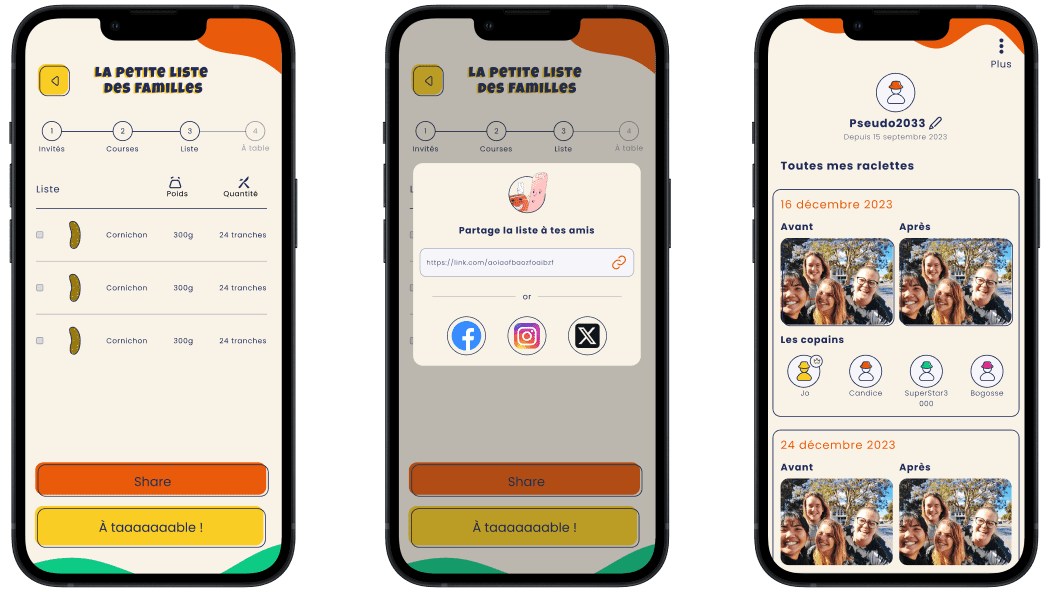 LA PETITE LISTE
DES FAMILLES
1 2 3 4
Invités Courses Liste À table
Liste Poids Quantité
Cornichon 300g 24 tranches
Cornichon 300g 24 tranches
Cornichon 300g 24 tranches
Share
À taaaaaaable !
LA PETITE LISTE
DES FAMILLES
1 2 3 4
Invités Courses Liste À table
Partage la liste à tes amis
https://link.com/aoiaofbaozfoaibzf
or
Share
À taaaaaaable !
Plus
Pseudo2033
Depuis 15 septembre 2023
Toutes mes raclettes
16 décembre 2023
Avant Après
Les copains
Jo Candice SuperStar3 Bogosse
000
24 décembre 2023
Avant Après